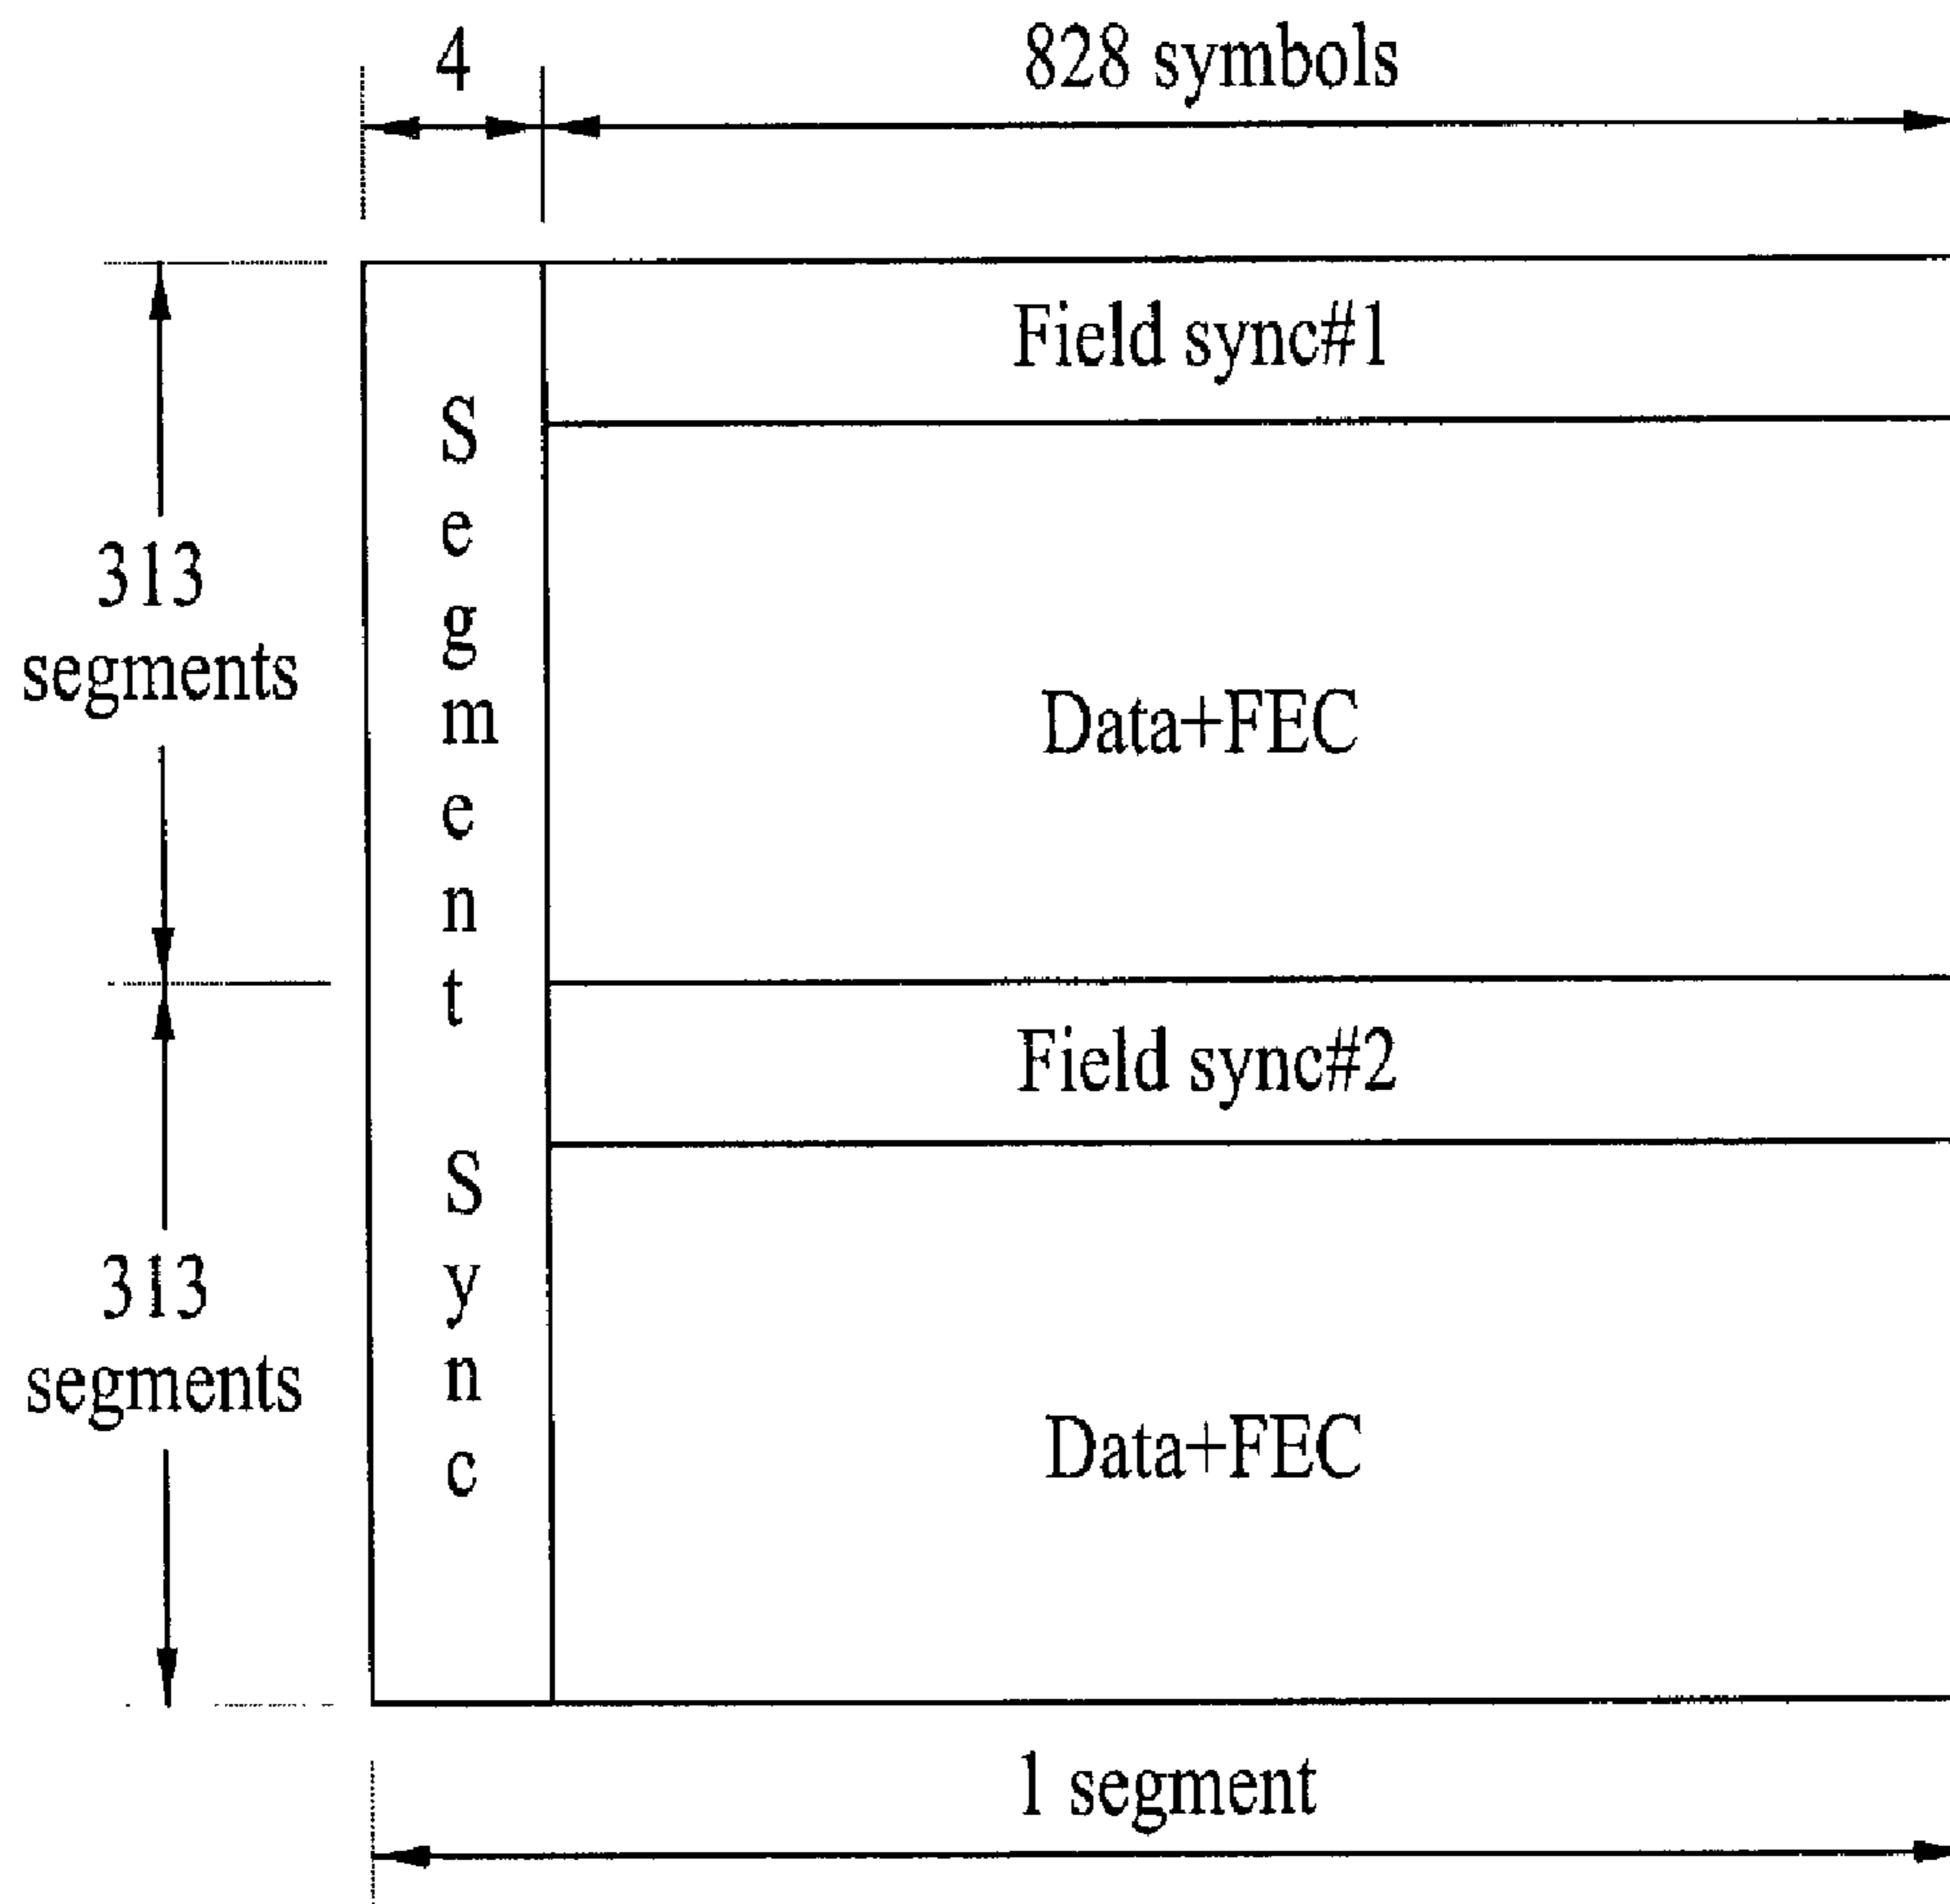 4
828 symbols
Field sync#1
313
segments
Segment Sync
Data+FEC
Field sync#2
313
segments
Data+FEC
1 segment